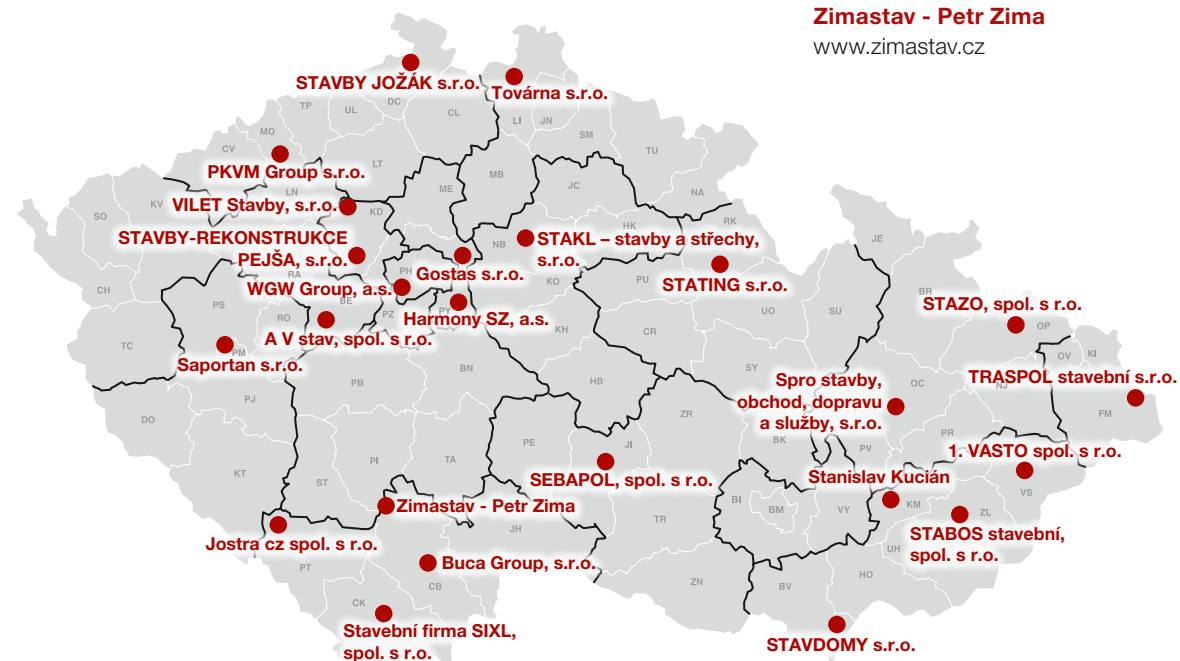 Zimastav - Petr Zima
www.zimastav.cz
STAVBY JOŽÁK s.r.o.
Továrna s.r.o.
DC
TP
UL
CL
LI
JN
MO
CV
SM
TU
LT
PKVM Group s.r.o.
MB
JC
ME
LN
NA
VILET Stavby, s.r.o.
KV
KD
SO
RK
HK
STAVBY-REKONSTRUKCE
PEJŠA, s.r.o.
NB
STAKL – stavby a střechy,
s.r.o.
JE
Gostas s.r.o.
PH
RA
KO
PU
STATING s.r.o.
BR
CH
WGW Group, a.s.
BE
PS
PZ
PY
Harmony SZ, a.s.
STAZO, spol. s r.o.
RO
UO
SU
OP
KH
CR
A V stav, spol. s r.o.
TC
PM
Saportan s.r.o.
OV
KI
BN
SY
Spro stavby,
obchod, dopravu
a služby, s.r.o.
TRASPOL stavební s.r.o.
PB
HB
OC
NJ
PJ
DO
ZR
FM
PR
PE
JI
BK
PV
1. VASTO spol. s r.o.
PI
TA
KT
SEBAPOL, spol. s r.o.
Stanislav Kucián
ST
VS
BI
BM
VY
KM
Zimastav - Petr Zima
ZL
TR
JH
STABOS stavební,
spol. s r.o.
Jostra cz spol. s r.o.
UH
PT
Buca Group, s.r.o.
HO
CB
ZN
BV
CK
Stavební firma SIXL,
spol. s r.o.
STAVDOMY s.r.o.